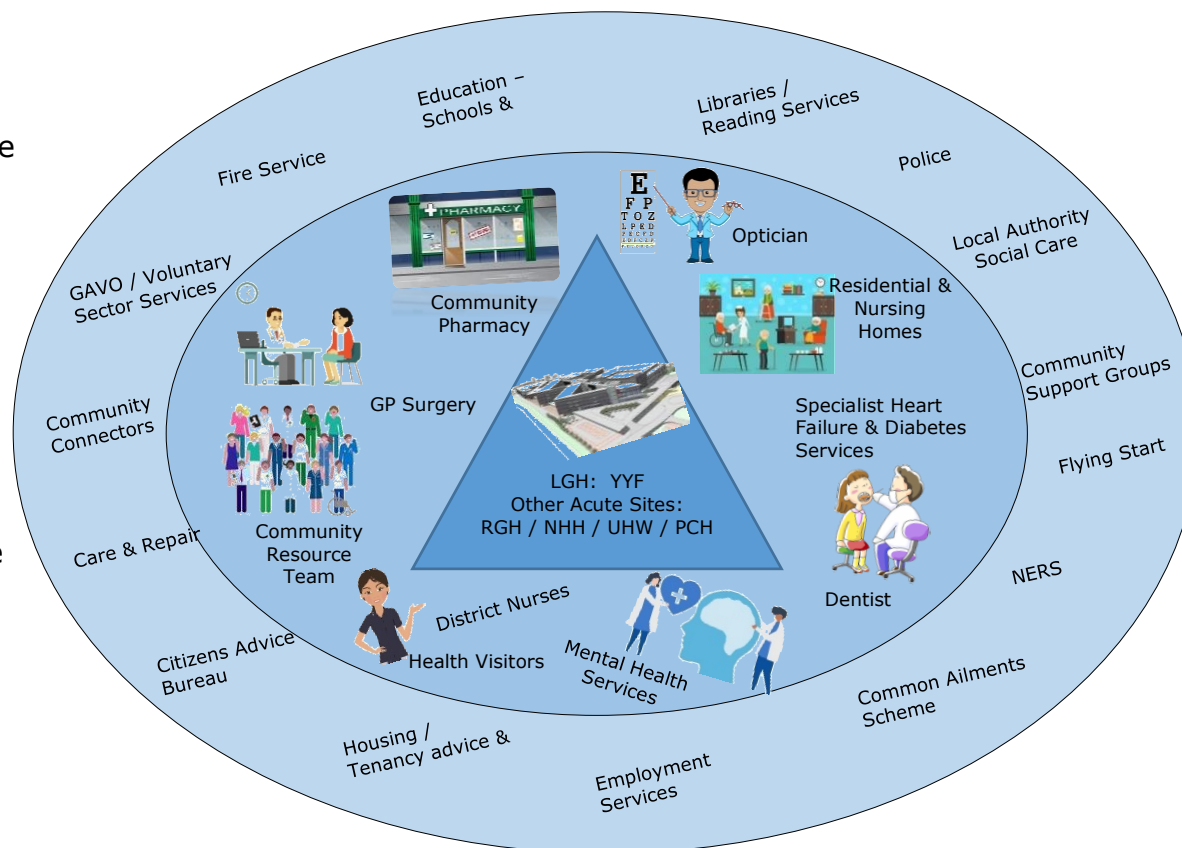 Education –
Schools &
Libraries /
Reading Services
Fire Service
Police
e
GAVO / Voluntary
Sector Services
Local Authority
Social Care
PHARMACY
Community
Pharmacy
E
F P
T O Z
L P E D
P E C F D
Optician
Residential &
Nursing
Homes
Community
Support Groups
Community
Connectors
GP Surgery
Specialist Heart
Failure & Diabetes
Services
Flying Start
LGH: YYF
Other Acute Sites:
RGH / NHH / UHW / PCH
Care & Repair
e
Community
Resource
Team
NERS
Dentist
District Nurses
Health Visitors
Mental Health
Services
Citizens Advice
Bureau
Common Ailments
Scheme
Housing /
Tenancy advice &
Employment
Services